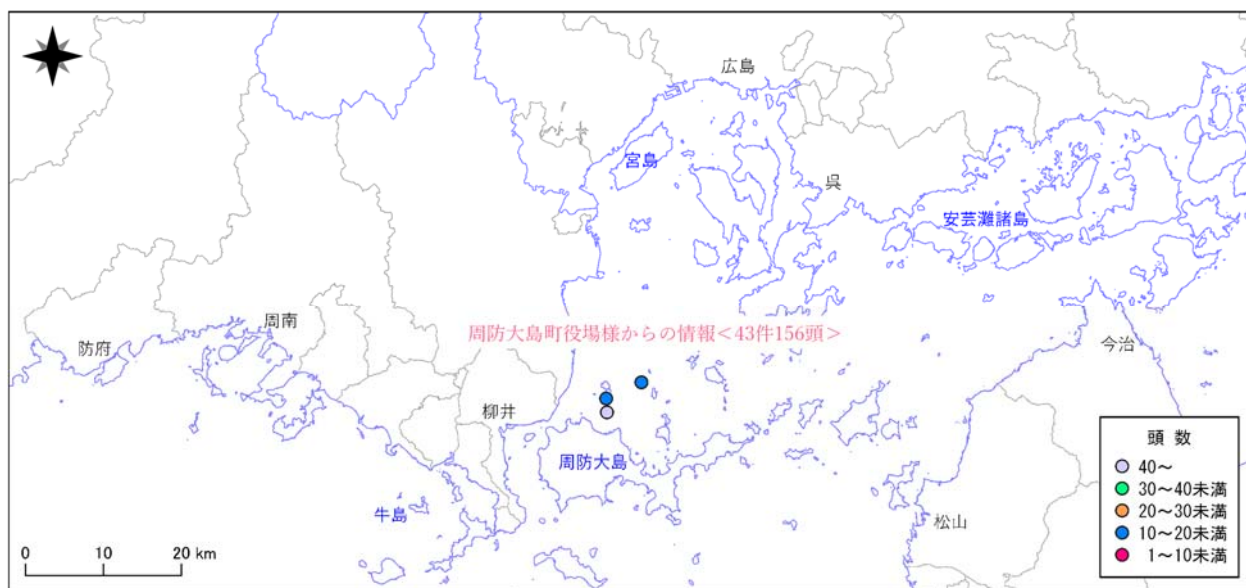 広島
宮島
呉
安芸灘諸島
周南
防府
周防大島町役場様からの情報＜43件156頭＞
今治
柳井
周防大島
牛島
松山
頭 数
40～
30～40未満
20～30未満
10～20未満
1～10未満
0 10 20 km